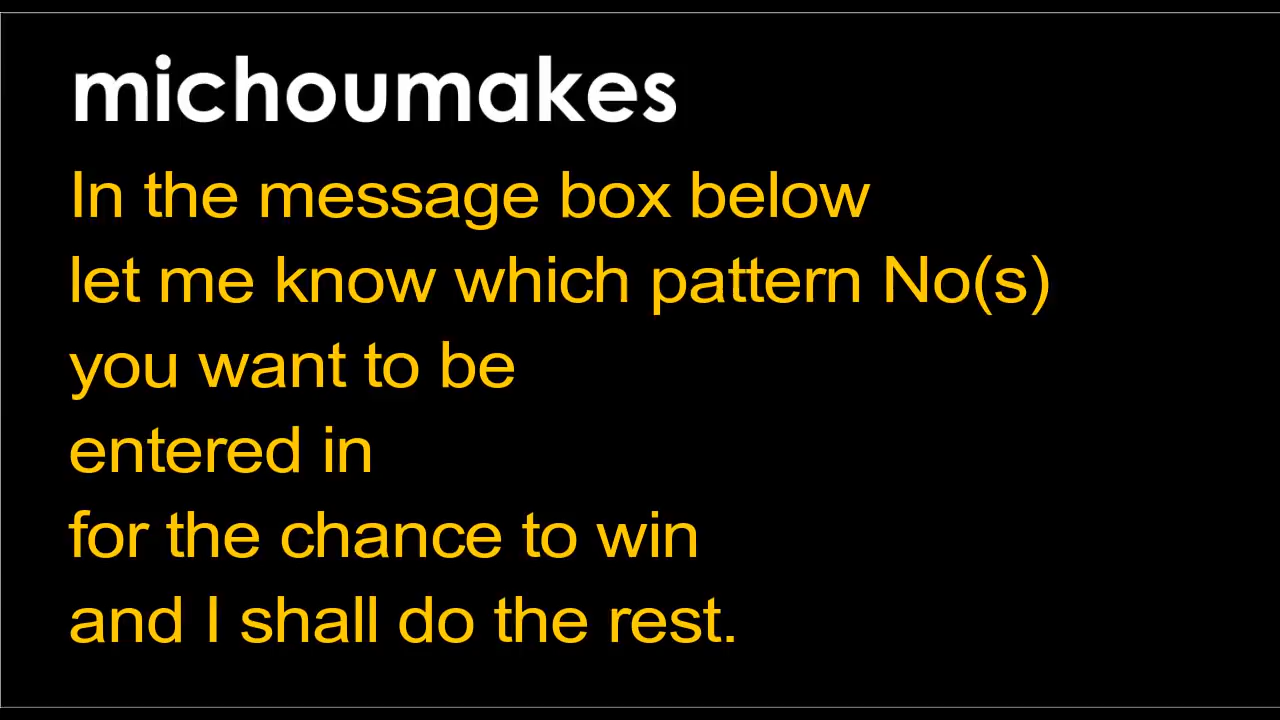 michoumakes
In the message box below
let me know which pattern No(s)
you want to be
entered in
for the chance to win
and I shall do the rest.